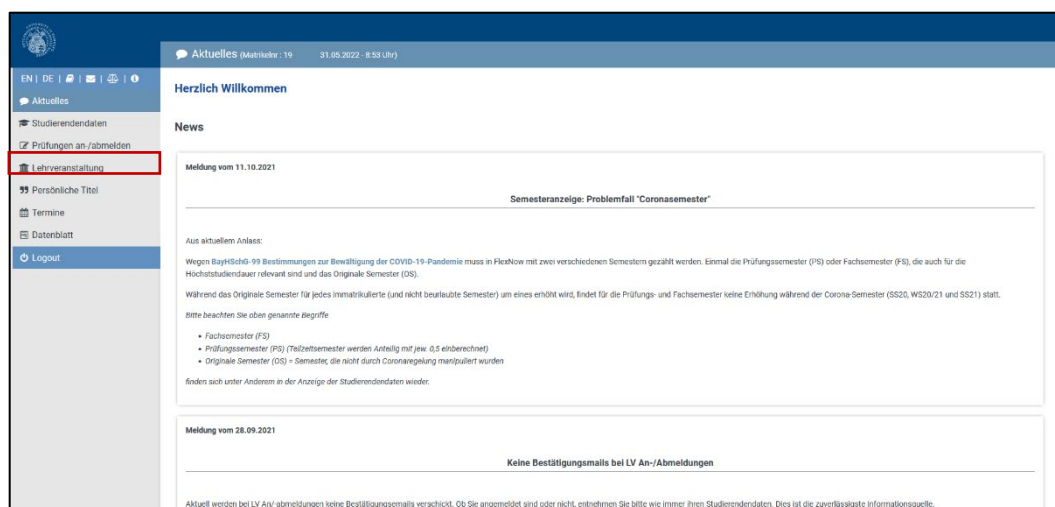 Aktuelles (Matrikelnr : 19 31.05.2022 - 8:53 Uhr)
EN | DE |
Aktuelles
Studierendendaten
Prüfungen an-/abmelden
Lehrveranstaltung
Persönliche Titel
Termine
Datenblatt
Logout
Herzlich Willkommen
News
Meldung vom 11.10.2021
Semesteranzeige: Problemfall "Coronasemester"
Aus aktuellem Anlass:
Wegen BayHSchG-99 Bestimmungen zur Bewältigung der COVID-19-Pandemie muss in FlexNow mit zwei verschiedenen Semestern gezählt werden. Einmal die Prüfungssemester (PS) oder Fachsemester (FS), die auch für die
Höchststudiendauer relevant sind und das Originale Semester (OS).
Während das Originale Semester für jedes immatrikulierte (und nicht beurlaubte Semester) um eines erhöht wird, findet für die Prüfungs- und Fachsemester keine Erhöhung während der Corona-Semester (SS20, WS20/21 und SS21) statt.
Bitte beachten Sie oben genannte Begriffe
• Fachsemester (FS)
• Prüfungssemester (PS) (Teilzeitsemester werden Anteilig mit jew. 0,5 einberechnet)
• Originale Semester (OS) = Semester, die nicht durch Coronaregelung manipuliert wurden
finden sich unter Anderem in der Anzeige der Studierendendaten wieder.
Meldung vom 28.09.2021
Keine Bestätigungsmails bei LV An-/Abmeldungen
Aktuell werden bei LV An/-abmeldungen keine Bestätigungsemails verschickt. Ob Sie angemeldet sind oder nicht, entnehmen Sie bitte wie immer ihren Studierendendaten. Dies ist die zuverlässigste Informationsquelle.